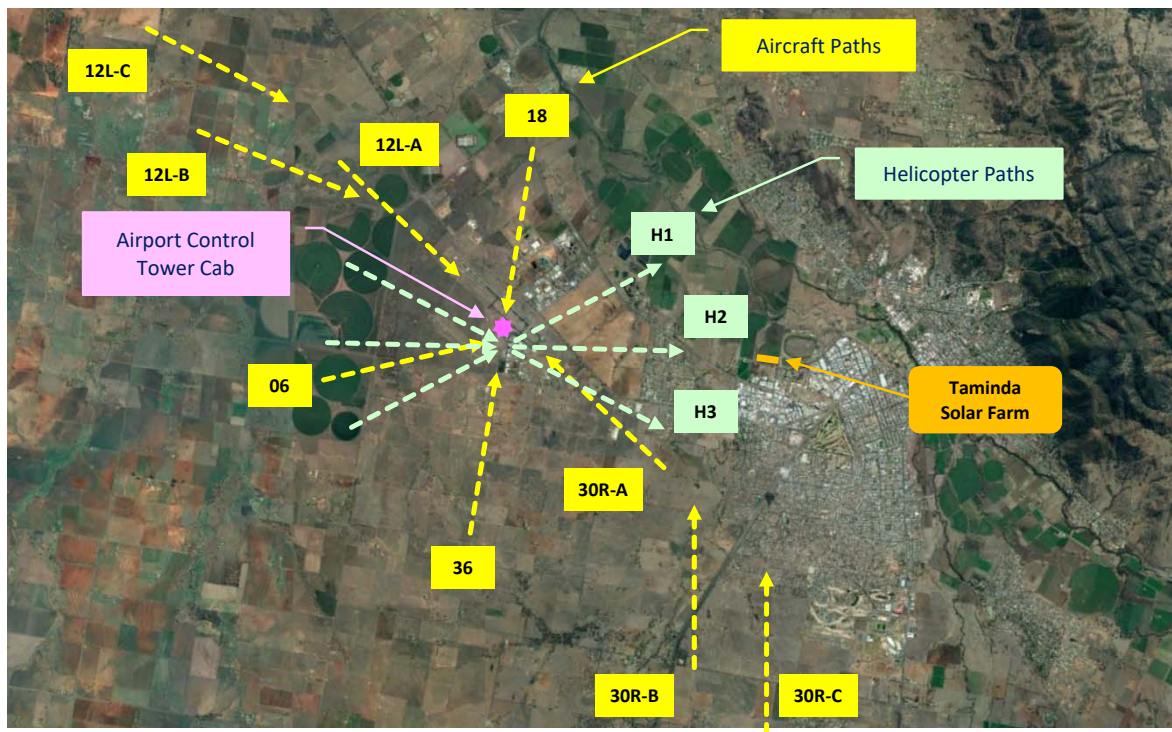 Aircraft Paths
12L-C
18
12L-A
Helicopter Paths
12L-B
Airport Control
Tower Cab
H1
H2
06
Taminda
Solar Farm
H3
30R-A
36
30R-B
30R-C